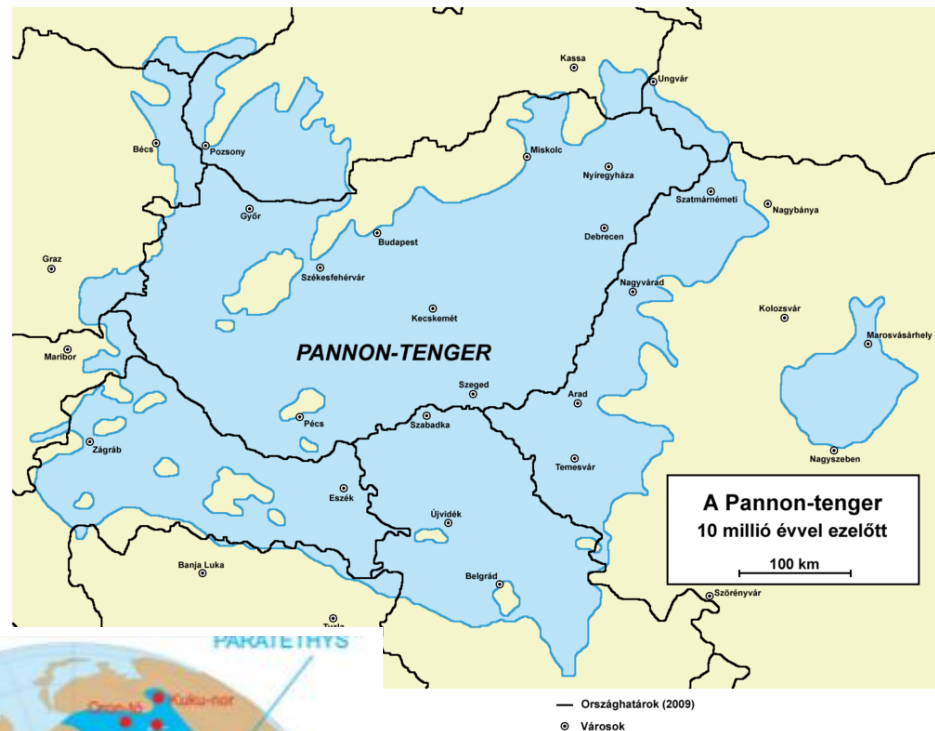 Kassa
Ungvár
Bécs
Pozsony
Miskolc
Nyíregyháza
Szatmárnémeti
Nagybánya
Győr
Budapest
Debrecen
Graz
Székesfehérvár
Nagyvárad
Kecskemét
Kolozsvár
Marosvásárhely
Maribor
PANNON-TENGER
Szeged
Arad
Pécs
Szabadka
Zágráb
Temesvár
Nagyszeben
Eszék
Újvidék
A Pannon-tenger
10 millió évvel ezelőtt
100 km
Banja Luka
Belgrád
Szörényvár
PARATETHYS
Kuku-nor
Országhatárok (2009)
Városok